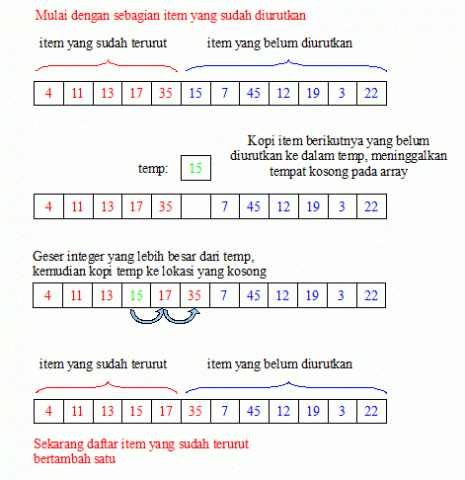 Mulai dengan sebagian item yang sudah diurutkan
item yang sudah terurut item yang belum diurutkan
4 11 13 17 35 15 7 45 12 19 3 22
Kopi item berikutnya yang belum
diurutkan ke dalam temp, meninggalkan
tempat kosong pada array
temp: 15
4 11 13 17 35 7 45 12 19 3 22
Geser integer yang lebih besar dari temp,
kemudian kopi temp ke lokasi yang kosong
4 11 13 15 17 35 7 45 12 19 3 22
item yang sudah terurut item yang belum diurutkan
4 11 13 15 17 35 7 45 12 19 3 22
Sekarang daftar item yang sudah terurut
bertambah satu